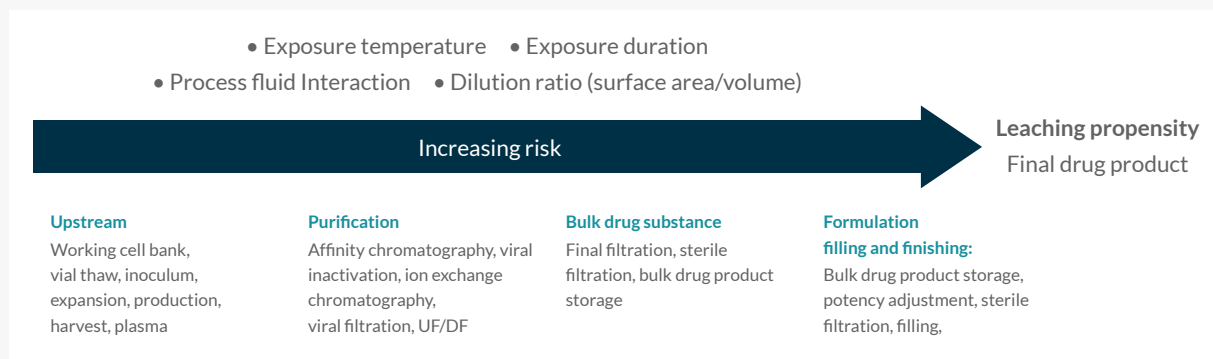 • Exposure temperature • Exposure duration
• Process fluid Interaction • Dilution ratio (surface area/volume)
Increasing risk
Leaching propensity
Final drug product
Upstream
Working cell bank,
vial thaw, inoculum,
expansion, production,
harvest, plasma
Purification
Affinity chromatography, viral
inactivation, ion exchange
chromatography,
viral filtration, UF/DF
Bulk drug substance
Final filtration, sterile
filtration, bulk drug product
storage
Formulation
filling and finishing:
Bulk drug product storage,
potency adjustment, sterile
filtration, filling,